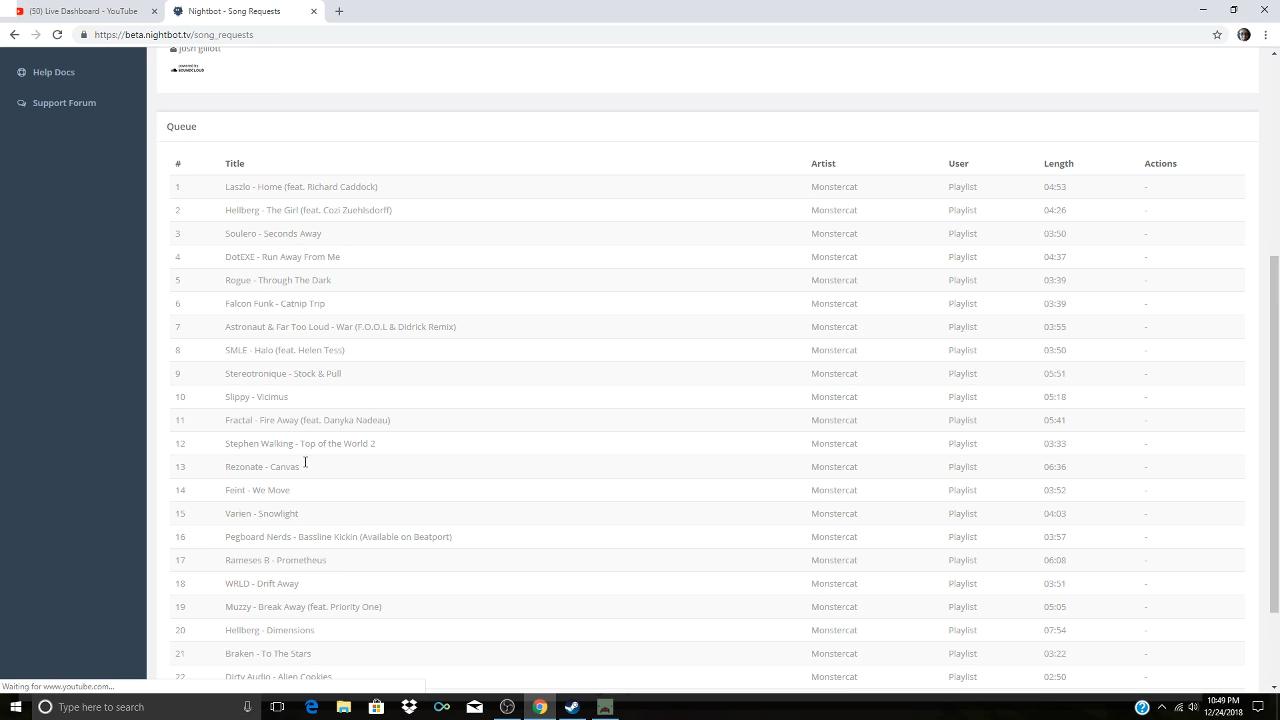 (50) Live Dashboard - YouTube
Nightbot - Song Requests
https://beta.nightbot.tv/song_requests
Help Docs
Support Forum
josh gillott
powered by
SOUNDCLOUD
Queue
# Title Artist User Length Actions
1 Laszlo - Home (feat. Richard Caddock) Monstercat Playlist 04:53 -
2 Hellberg - The Girl (feat. Cozi Zuehlsdorff) Monstercat Playlist 04:26 -
3 Soulero - Seconds Away Monstercat Playlist 03:50 -
4 DotEXE - Run Away From Me Monstercat Playlist 04:37 -
5 Rogue - Through The Dark Monstercat Playlist 03:39 -
6 Falcon Funk - Catnip Trip Monstercat Playlist 03:39 -
7 Astronaut & Far Too Loud - War (F.O.O.L & Didrick Remix) Monstercat Playlist 03:55 -
8 SMLE - Halo (feat. Helen Tess) Monstercat Playlist 03:50 -
9 Stereotronique - Stock & Pull Monstercat Playlist 05:51 -
10 Slippy - Vicimus Monstercat Playlist 05:18 -
11 Fractal - Fire Away (feat. Danyka Nadeau) Monstercat Playlist 05:41 -
12 Stephen Walking - Top of the World 2 Monstercat Playlist 03:33 -
13 Rezonate - Canvas Monstercat Playlist 06:36 -
14 Feint - We Move Monstercat Playlist 03:52 -
15 Varien - Snowlight Monstercat Playlist 04:03 -
16 Pegboard Nerds - Bassline Kickin (Available on Beatport) Monstercat Playlist 03:57 -
17 Rameses B - Prometheus Monstercat Playlist 06:08 -
18 WRLD - Drift Away Monstercat Playlist 03:51 -
19 Muzzy - Break Away (feat. Priority One) Monstercat Playlist 05:05 -
20 Hellberg - Dimensions Monstercat Playlist 07:54 -
21 Braken - To The Stars Monstercat Playlist 03:22 -
22 Dirty Audio - Alien Cookies Monstercat Playlist 02:50 -
Waiting for www.youtube.com...
Type here to search
10:49 PM
12/24/2018